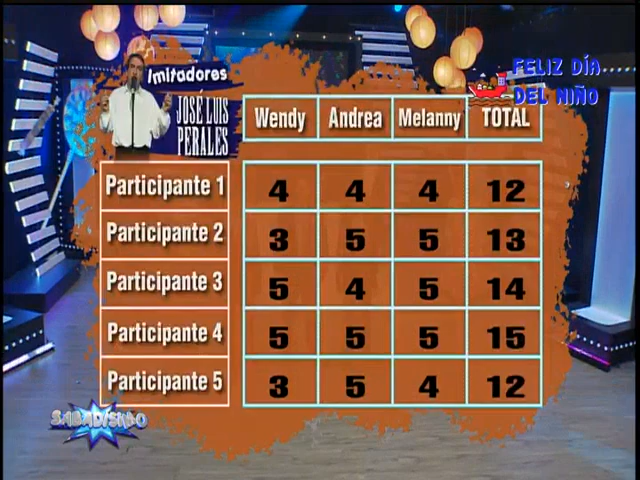 Imitadores
JOSÉ LUIS
PERALES
FELIZ DÍA
DEL NIÑO
Wendy Andrea Melanny TOTAL
Participante 1 4 4 4 12
Participante 2 3 5 5 13
Participante 3 5 4 5 14
Participante 4 5 5 5 15
Participante 5 3 5 4 12
SABADISMO